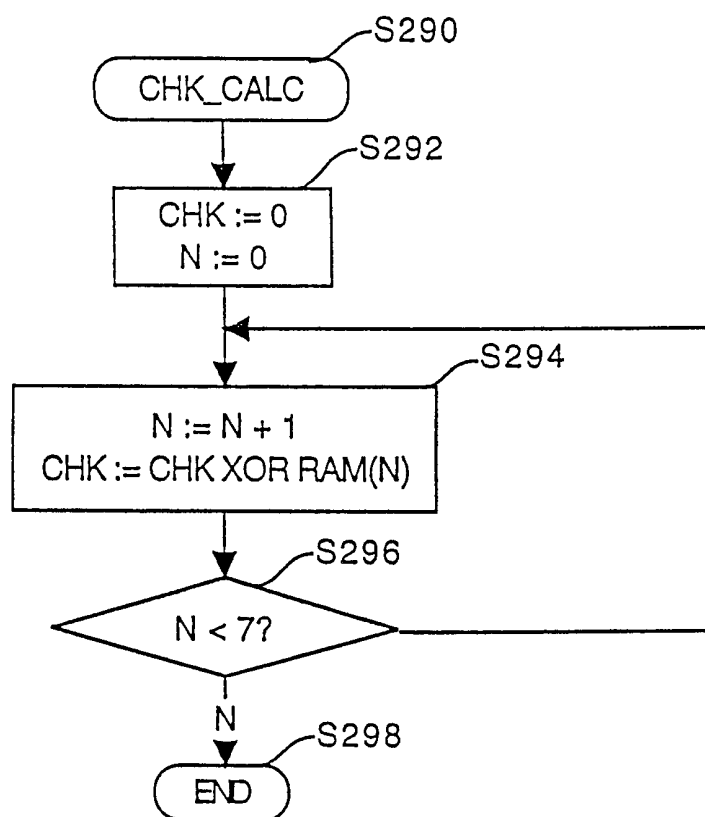 S290
CHK_CALC
S292
CHK := 0
N := 0
S294
N := N + 1
CHK := CHK XOR RAM(N)
S296
N < 7?
N
S298
END